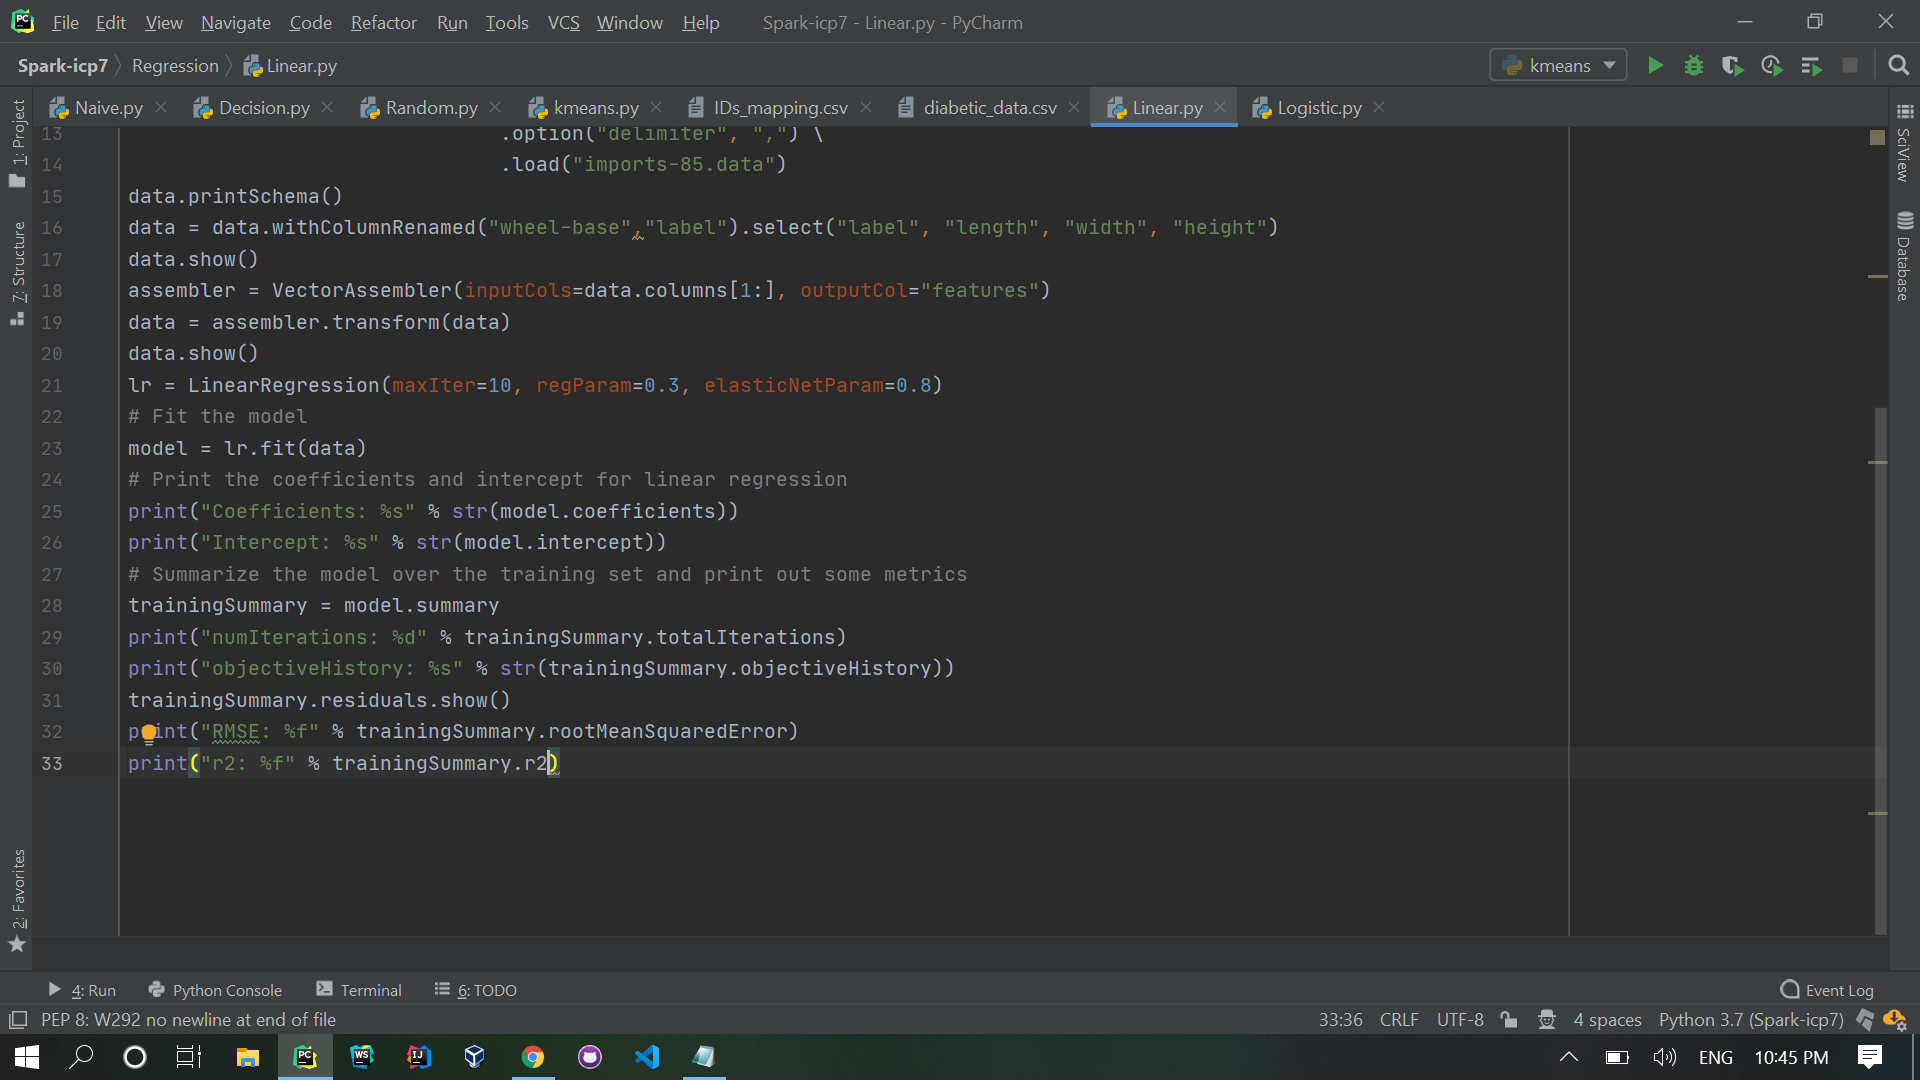 File Edit View Navigate Code Refactor Run Tools VCS Window Help Spark-icp7 - Linear.py - PyCharm
Spark-icp7 Regression Linear.py kmeans
Naive.py Decision.py Random.py kmeans.py IDs_mapping.csv diabetic_data.csv Linear.py Logistic.py
1: Project
7: Structure
2: Favorites
SciView
Database
13 .option("delimiter", ",") \
14 .load("imports-85.data")
15 data.printSchema()
16 data = data.withColumnRenamed("wheel-base","label").select("label", "length", "width", "height")
17 data.show()
18 assembler = VectorAssembler(inputCols=data.columns[1:], outputCol="features")
19 data = assembler.transform(data)
20 data.show()
21 lr = LinearRegression(maxIter=10, regParam=0.3, elasticNetParam=0.8)
22 # Fit the model
23 model = lr.fit(data)
24 # Print the coefficients and intercept for linear regression
25 print("Coefficients: %s" % str(model.coefficients))
26 print("Intercept: %s" % str(model.intercept))
27 # Summarize the model over the training set and print out some metrics
28 trainingSummary = model.summary
29 print("numIterations: %d" % trainingSummary.totalIterations)
30 print("objectiveHistory: %s" % str(trainingSummary.objectiveHistory))
31 trainingSummary.residuals.show()
32 print("RMSE: %f" % trainingSummary.rootMeanSquaredError)
33 print("r2: %f" % trainingSummary.r2)
4: Run Python Console Terminal 6: TODO Event Log
PEP 8: W292 no newline at end of file 33:36 CRLF UTF-8 4 spaces Python 3.7 (Spark-icp7)
ENG 10:45 PM